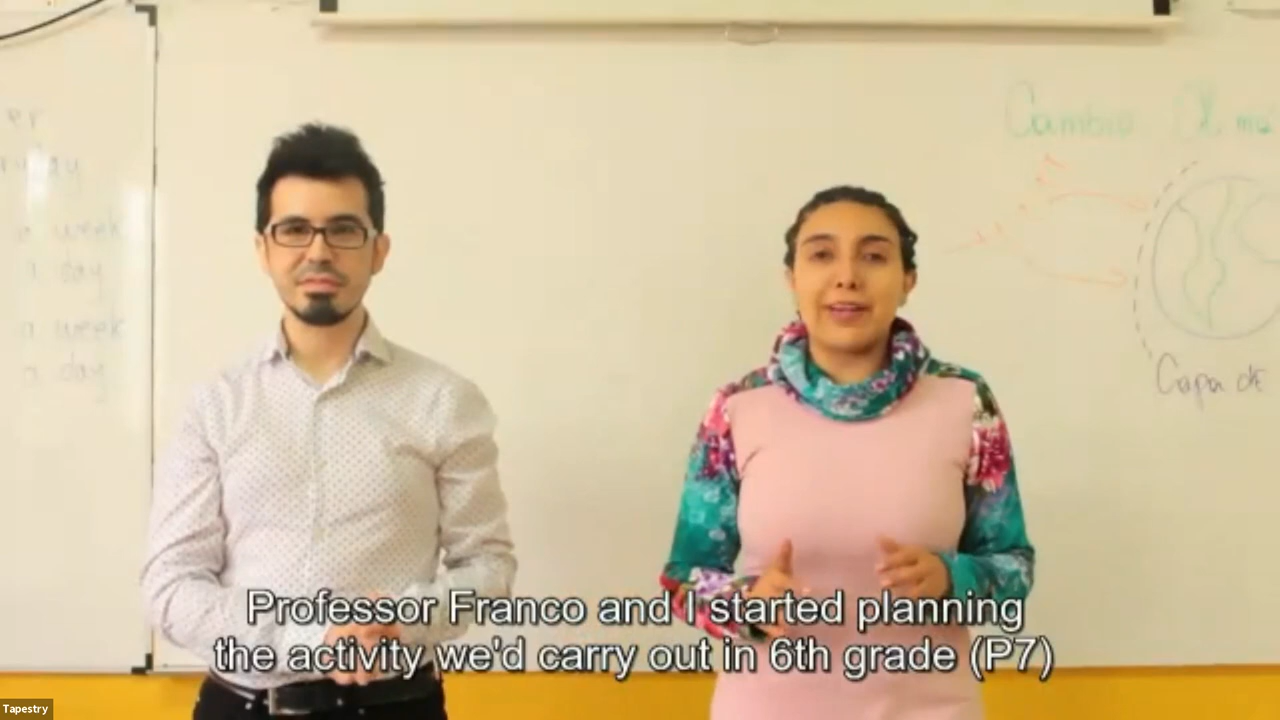 a week
a day
a week
a day
Cambio
Capa de
Professor Franco and I started planning
the activity we'd carry out in 6th grade (P7)
Tapestry